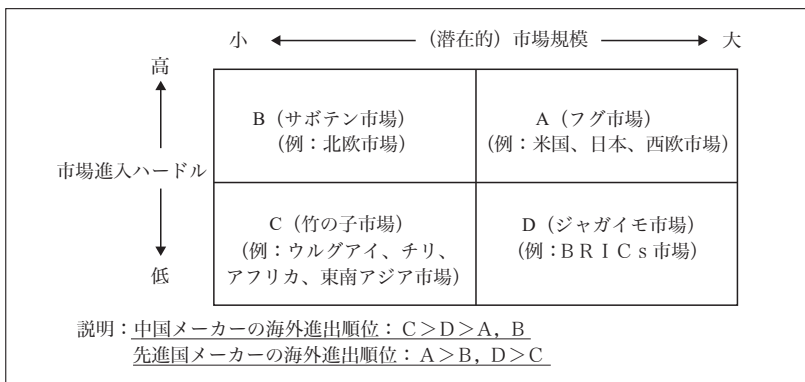 小 (潜在的) 市場規模 大
高
B(サボテン市場)
(例:北欧市場)
A(フグ市場)
(例:米国、日本、西欧市場)
市場進入ハードル
C(竹の子市場)
(例:ウルグアイ、チリ、
アフリカ、東南アジア市場)
D(ジャガイモ市場)
(例:BRICs市場)
低
説明:中国メーカーの海外進出順位:C>D>A, B
先進国メーカーの海外進出順位:A>B, D>C